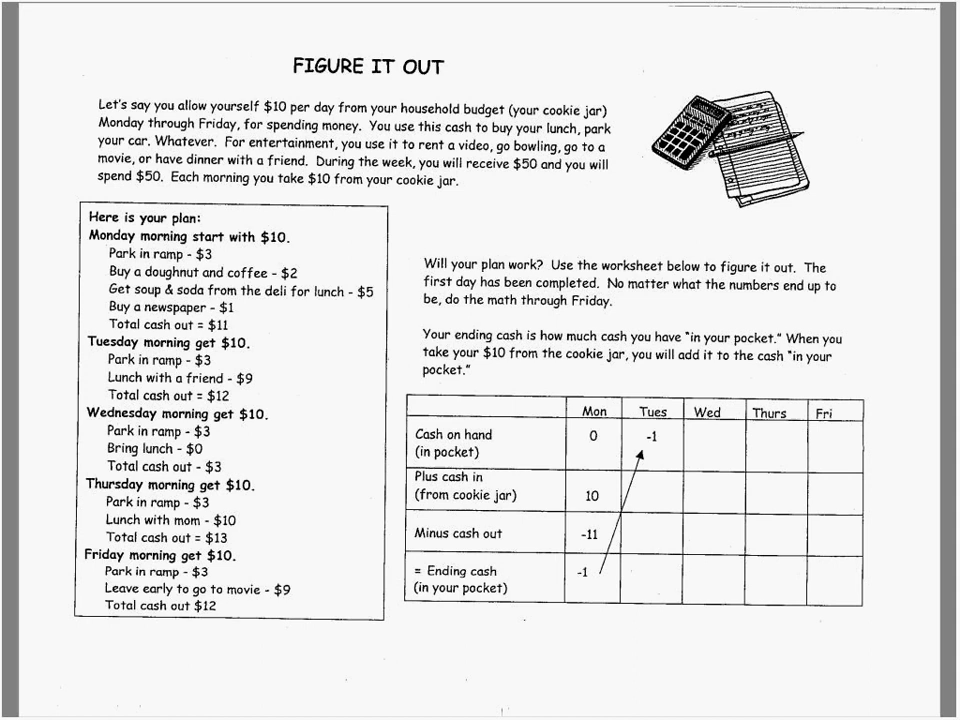 FIGURE IT OUT
Let's say you allow yourself $10 per day from your household budget (your cookie jar)
Monday through Friday, for spending money. You use this cash to buy your lunch, park
your car. Whatever. For entertainment, you use it to rent a video, go bowling, go to a
movie, or have dinner with a friend. During the week, you will receive $50 and you will
spend $50. Each morning you take $10 from your cookie jar.
Here is your plan:
Monday morning start with $10.
Park in ramp - $3
Buy a doughnut and coffee - $2
Get soup & soda from the deli for lunch - $5
Buy a newspaper - $1
Total cash out = $11
Tuesday morning get $10.
Park in ramp - $3
Lunch with a friend - $9
Total cash out = $12
Wednesday morning get $10.
Park in ramp - $3
Bring lunch - $0
Total cash out - $3
Thursday morning get $10.
Park in ramp - $3
Lunch with mom - $10
Total cash out = $13
Friday morning get $10.
Park in ramp - $3
Leave early to go to movie - $9
Total cash out $12
Will your plan work? Use the worksheet below to figure it out. The
first day has been completed. No matter what the numbers end up to
be, do the math through Friday.
Your ending cash is how much cash you have "in your pocket." When you
take your $10 from the cookie jar, you will add it to the cash "in your
pocket."
Mon Tues Wed Thurs Fri
Cash on hand 0 -1
(in pocket)
Plus cash in
(from cookie jar) 10
Minus cash out -11
= Ending cash -1
(in your pocket)